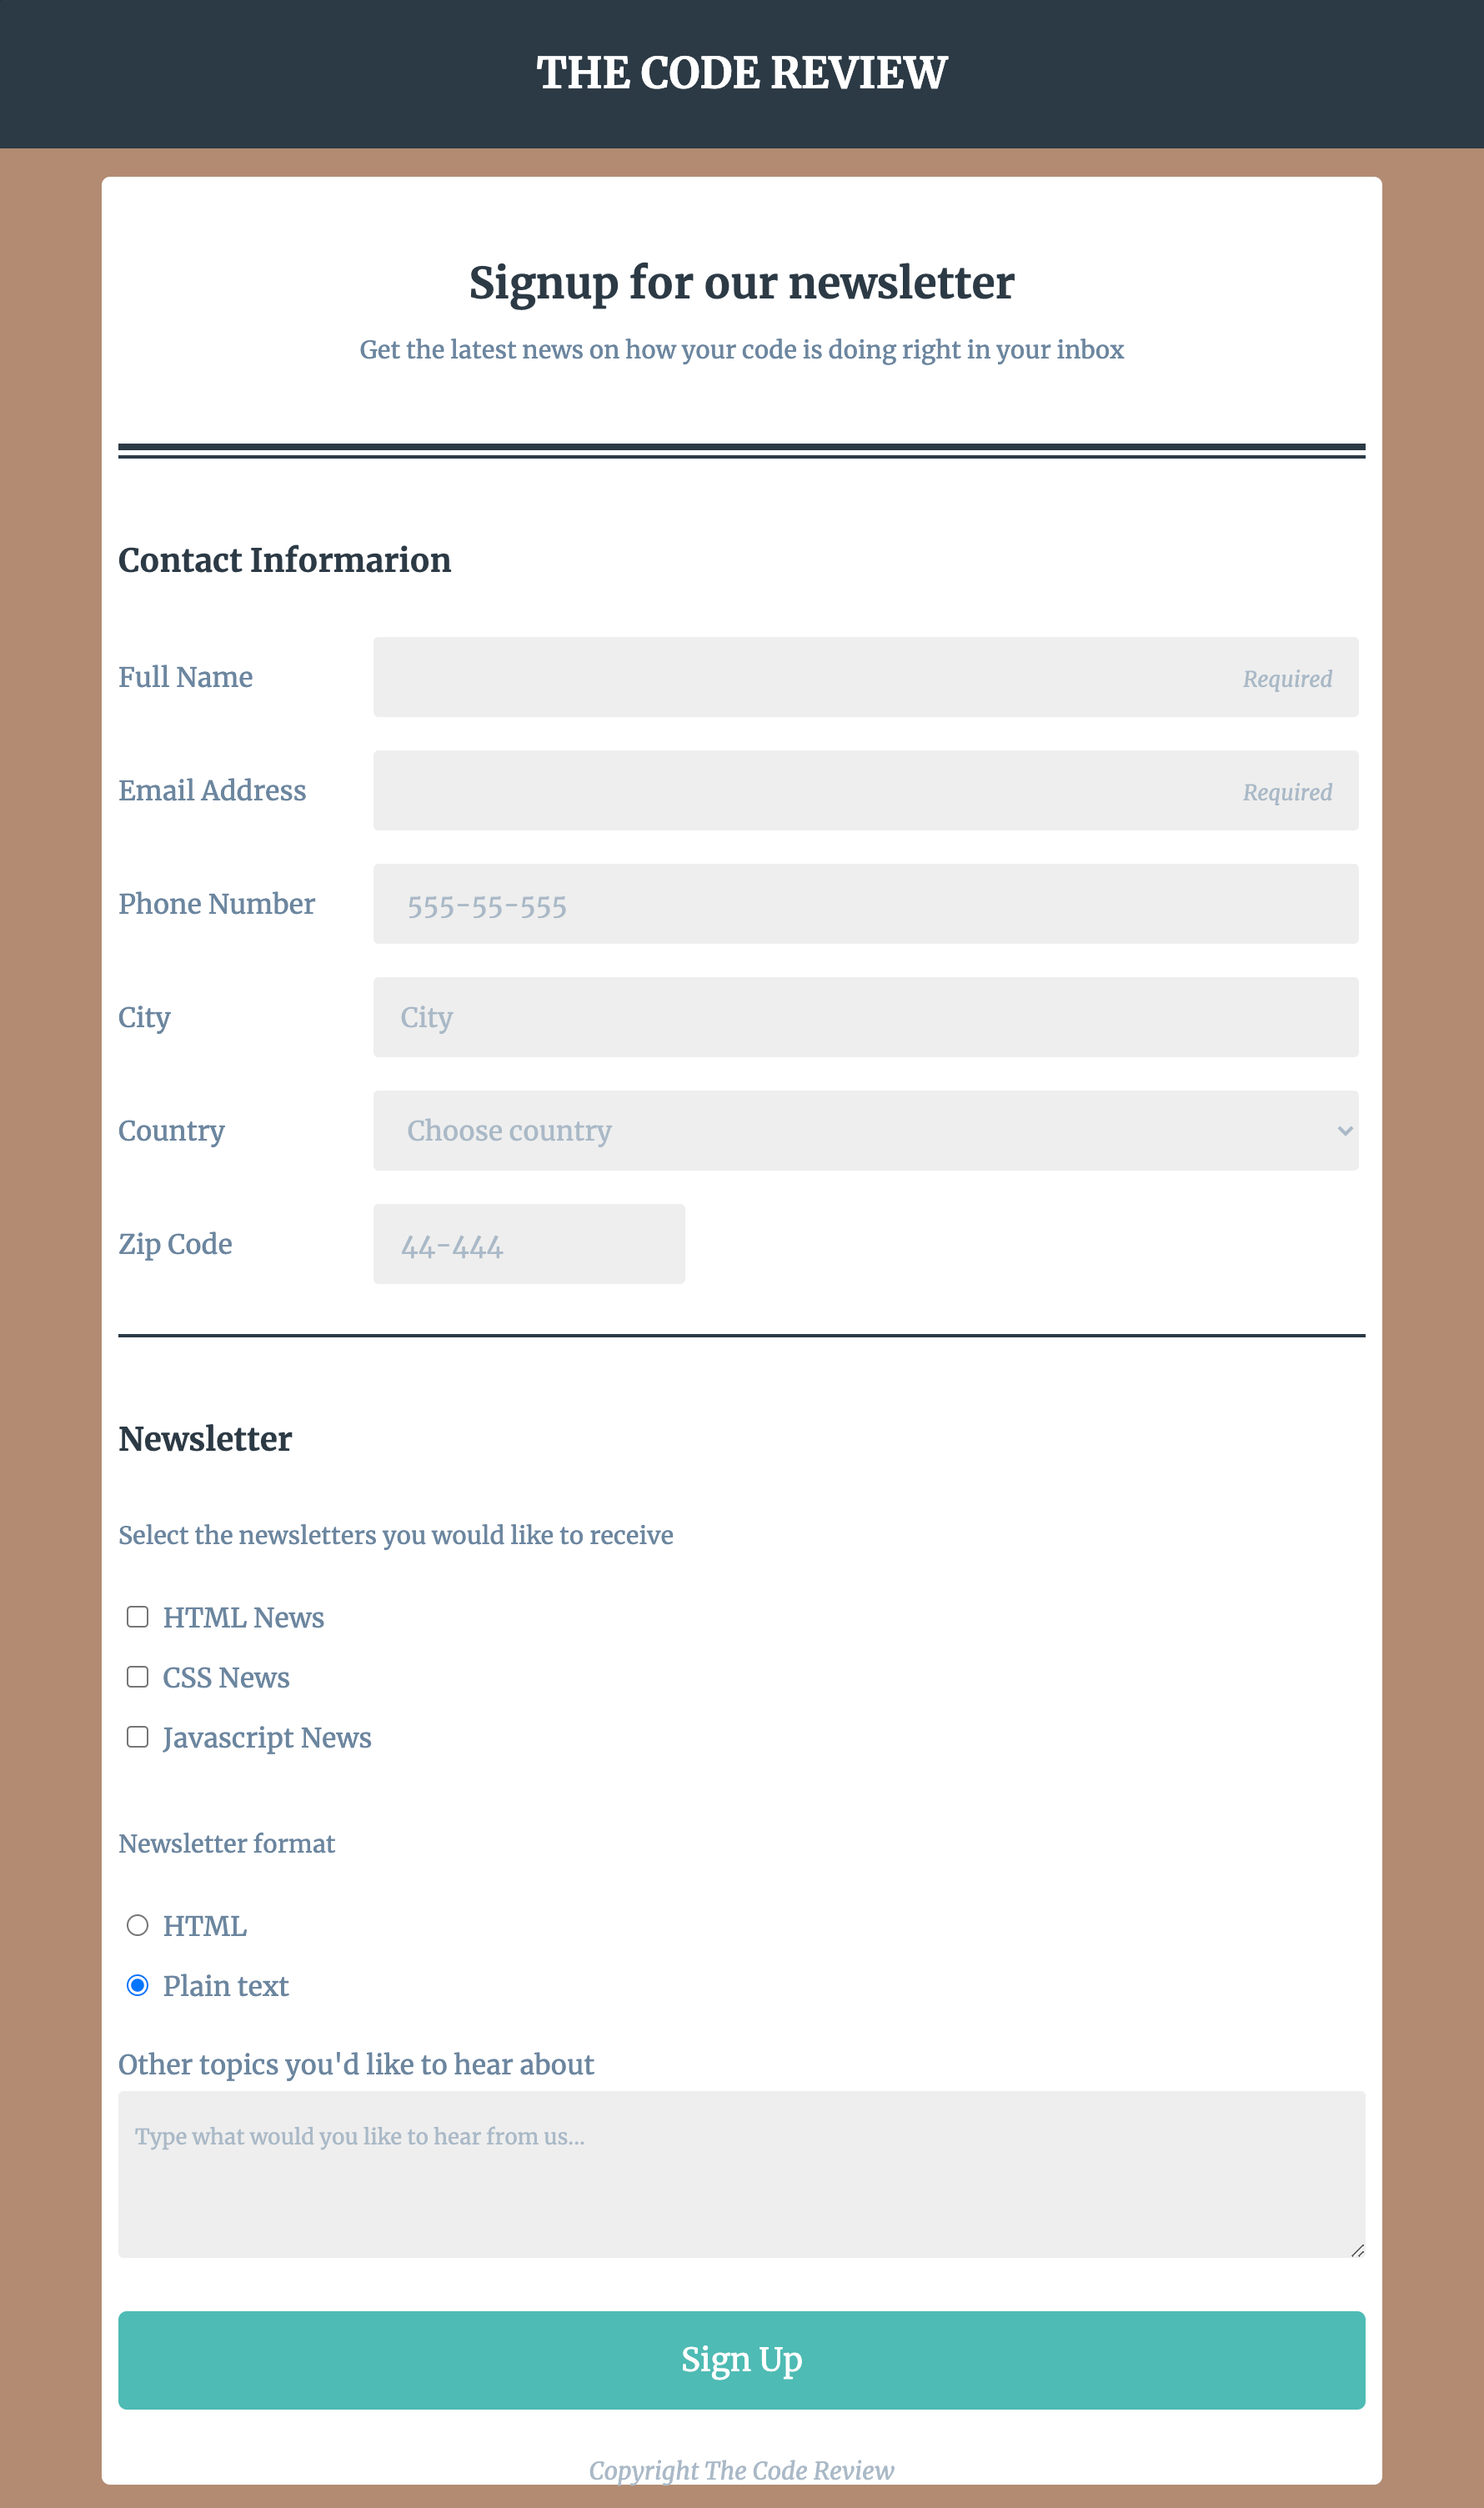 THE CODE REVIEW
Signup for our newsletter
Get the latest news on how your code is doing right in your inbox
Contact Informarion
Full Name
Required
Email Address
Required
Phone Number
555-55-555
City
City
Country
Choose country
Zip Code
44-444
Newsletter
Select the newsletters you would like to receive
HTML News
CSS News
Javascript News
Newsletter format
HTML
Plain text
Other topics you'd like to hear about
Type what would you like to hear from us...
Sign Up
Copyright The Code Review